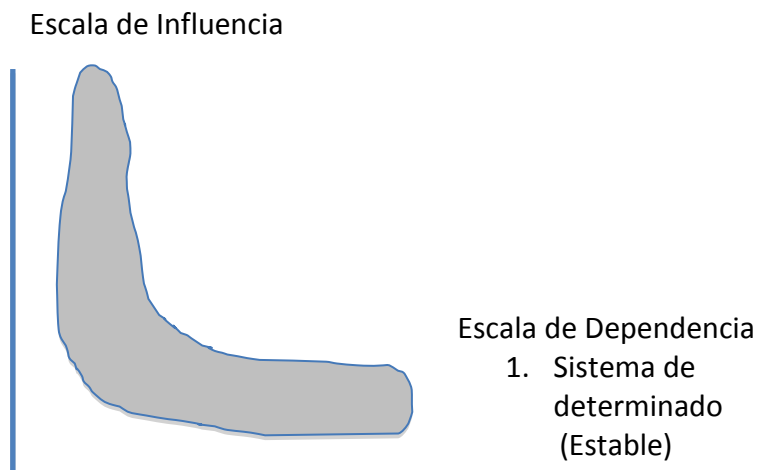 Escala de Influencia
Escala de Dependencia
1. Sistema de
determinado
(Estable)